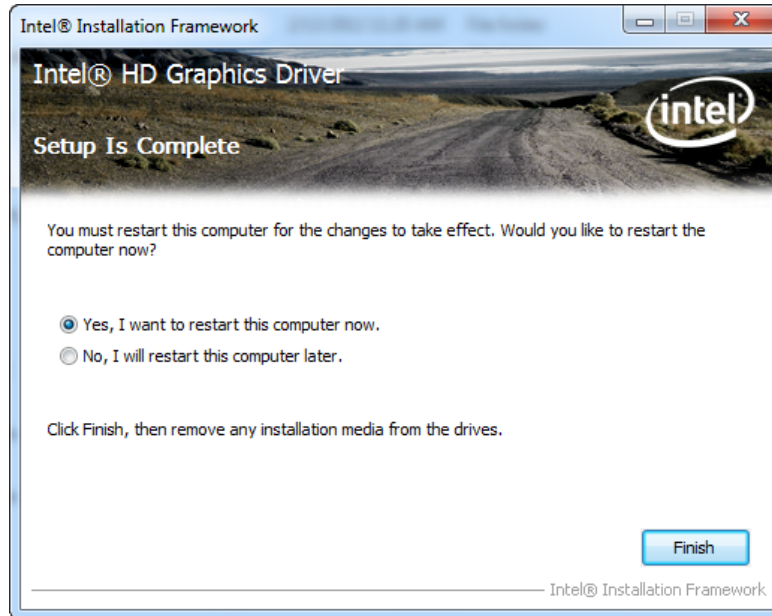 Intel® Installation Framework
Intel® HD Graphics Driver
intel
Setup Is Complete
You must restart this computer for the changes to take effect. Would you like to restart the
computer now?
Yes, I want to restart this computer now.
No, I will restart this computer later.
Click Finish, then remove any installation media from the drives.
Finish
Intel® Installation Framework